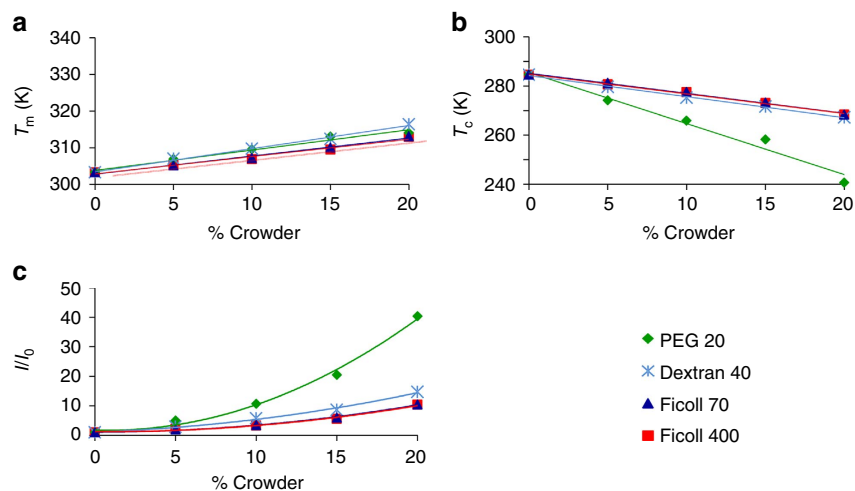 a
340
330
320
310
300
Tm (K)
0 5 10 15 20
% Crowder
b
300
280
260
240
Tc (K)
0 5 10 15 20
% Crowder
c
50
40
30
20
10
0
I/I0
0 5 10 15 20
% Crowder
PEG 20
Dextran 40
Ficoll 70
Ficoll 400